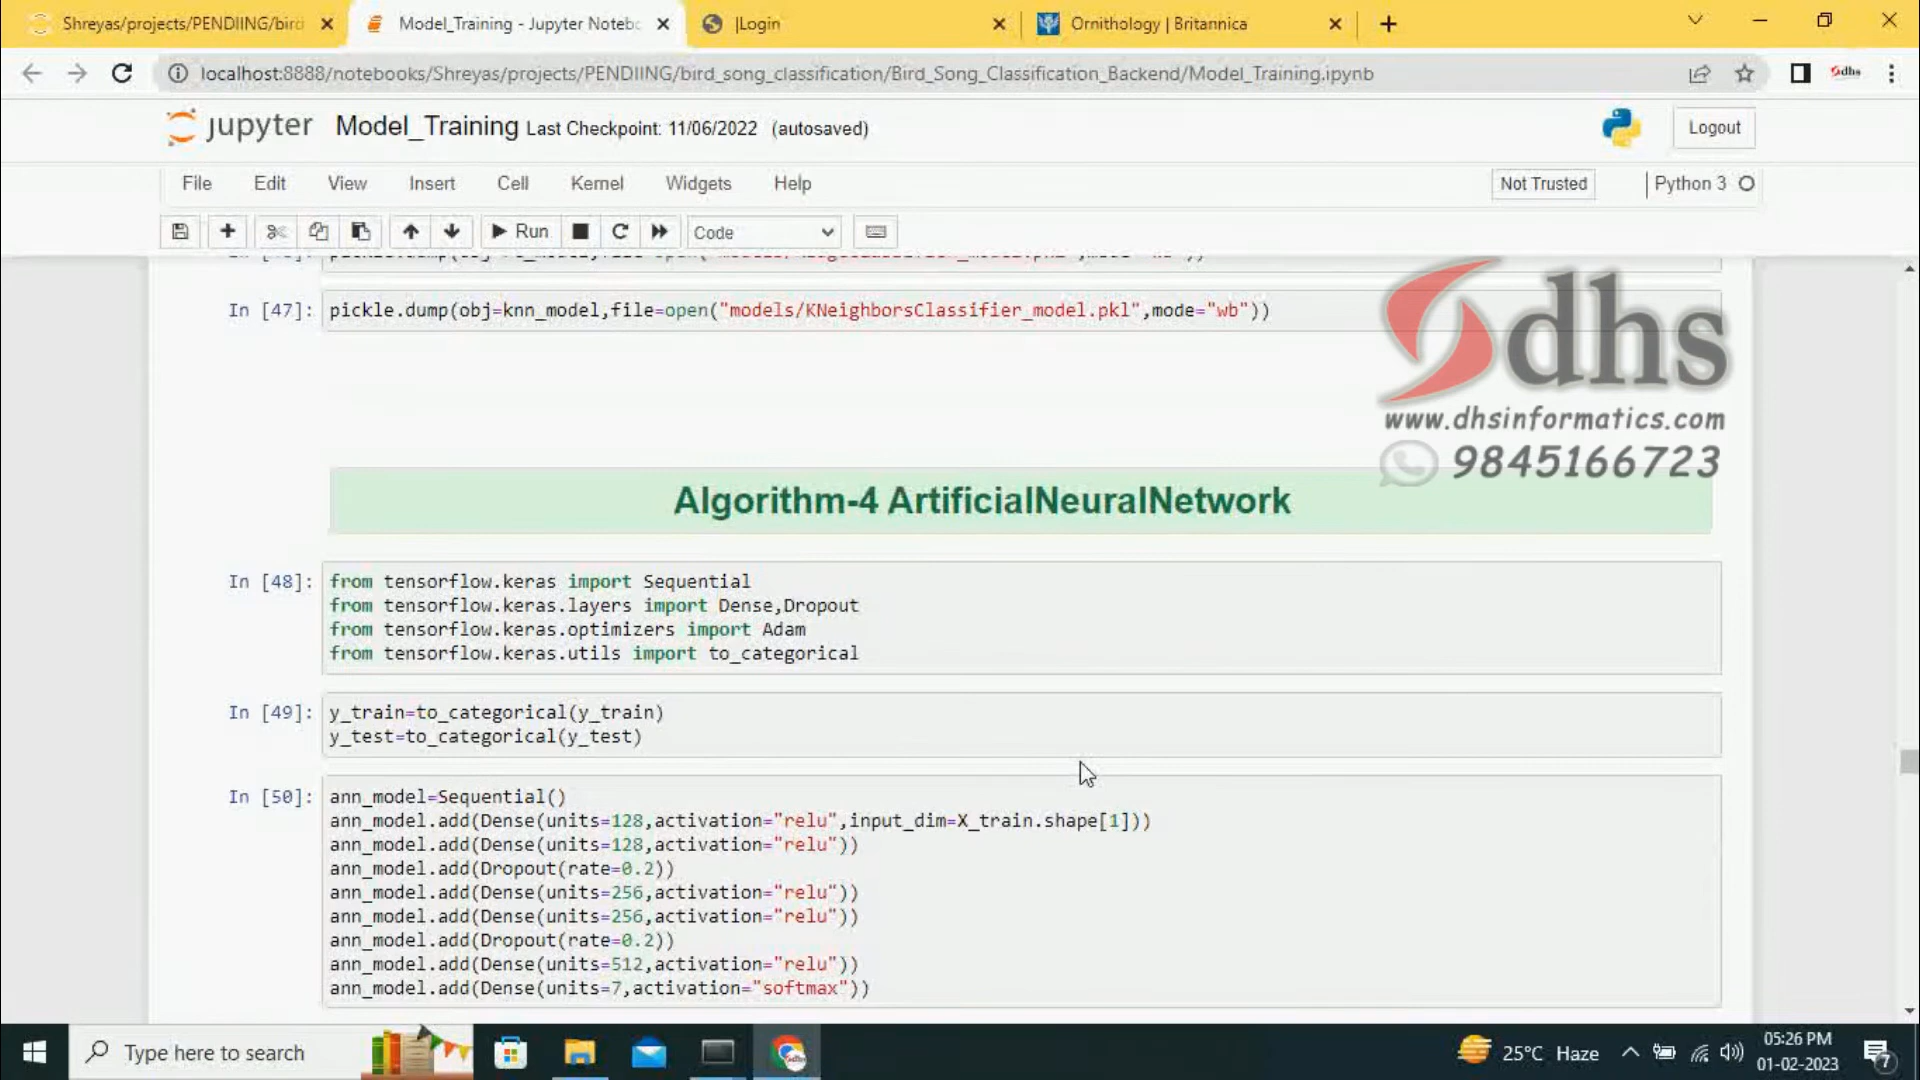 Shreyas/projects/PENDIING/bird
Model_Training - Jupyter Notebo
|Login
Ornithology | Britannica
localhost:8888/notebooks/Shreyas/projects/PENDIING/bird_song_classification/Bird_Song_Classification_Backend/Model_Training.ipynb
jupyter Model_Training Last Checkpoint: 11/06/2022 (autosaved)
Logout
File Edit View Insert Cell Kernel Widgets Help
Not Trusted
Python 3
Run
Code
In [47]: pickle.dump(obj=knn_model,file=open("models/KNeighborsClassifier_model.pkl",mode="wb"))
dhs
www.dhsinformatics.com
9845166723
Algorithm-4 ArtificialNeuralNetwork
In [48]: from tensorflow.keras import Sequential
from tensorflow.keras.layers import Dense,Dropout
from tensorflow.keras.optimizers import Adam
from tensorflow.keras.utils import to_categorical
In [49]: y_train=to_categorical(y_train)
y_test=to_categorical(y_test)
In [50]: ann_model=Sequential()
ann_model.add(Dense(units=128,activation="relu",input_dim=X_train.shape[1]))
ann_model.add(Dense(units=128,activation="relu"))
ann_model.add(Dropout(rate=0.2))
ann_model.add(Dense(units=256,activation="relu"))
ann_model.add(Dense(units=256,activation="relu"))
ann_model.add(Dropout(rate=0.2))
ann_model.add(Dense(units=512,activation="relu"))
ann_model.add(Dense(units=7,activation="softmax"))
Type here to search
25°C Haze
05:26 PM
01-02-2023
7